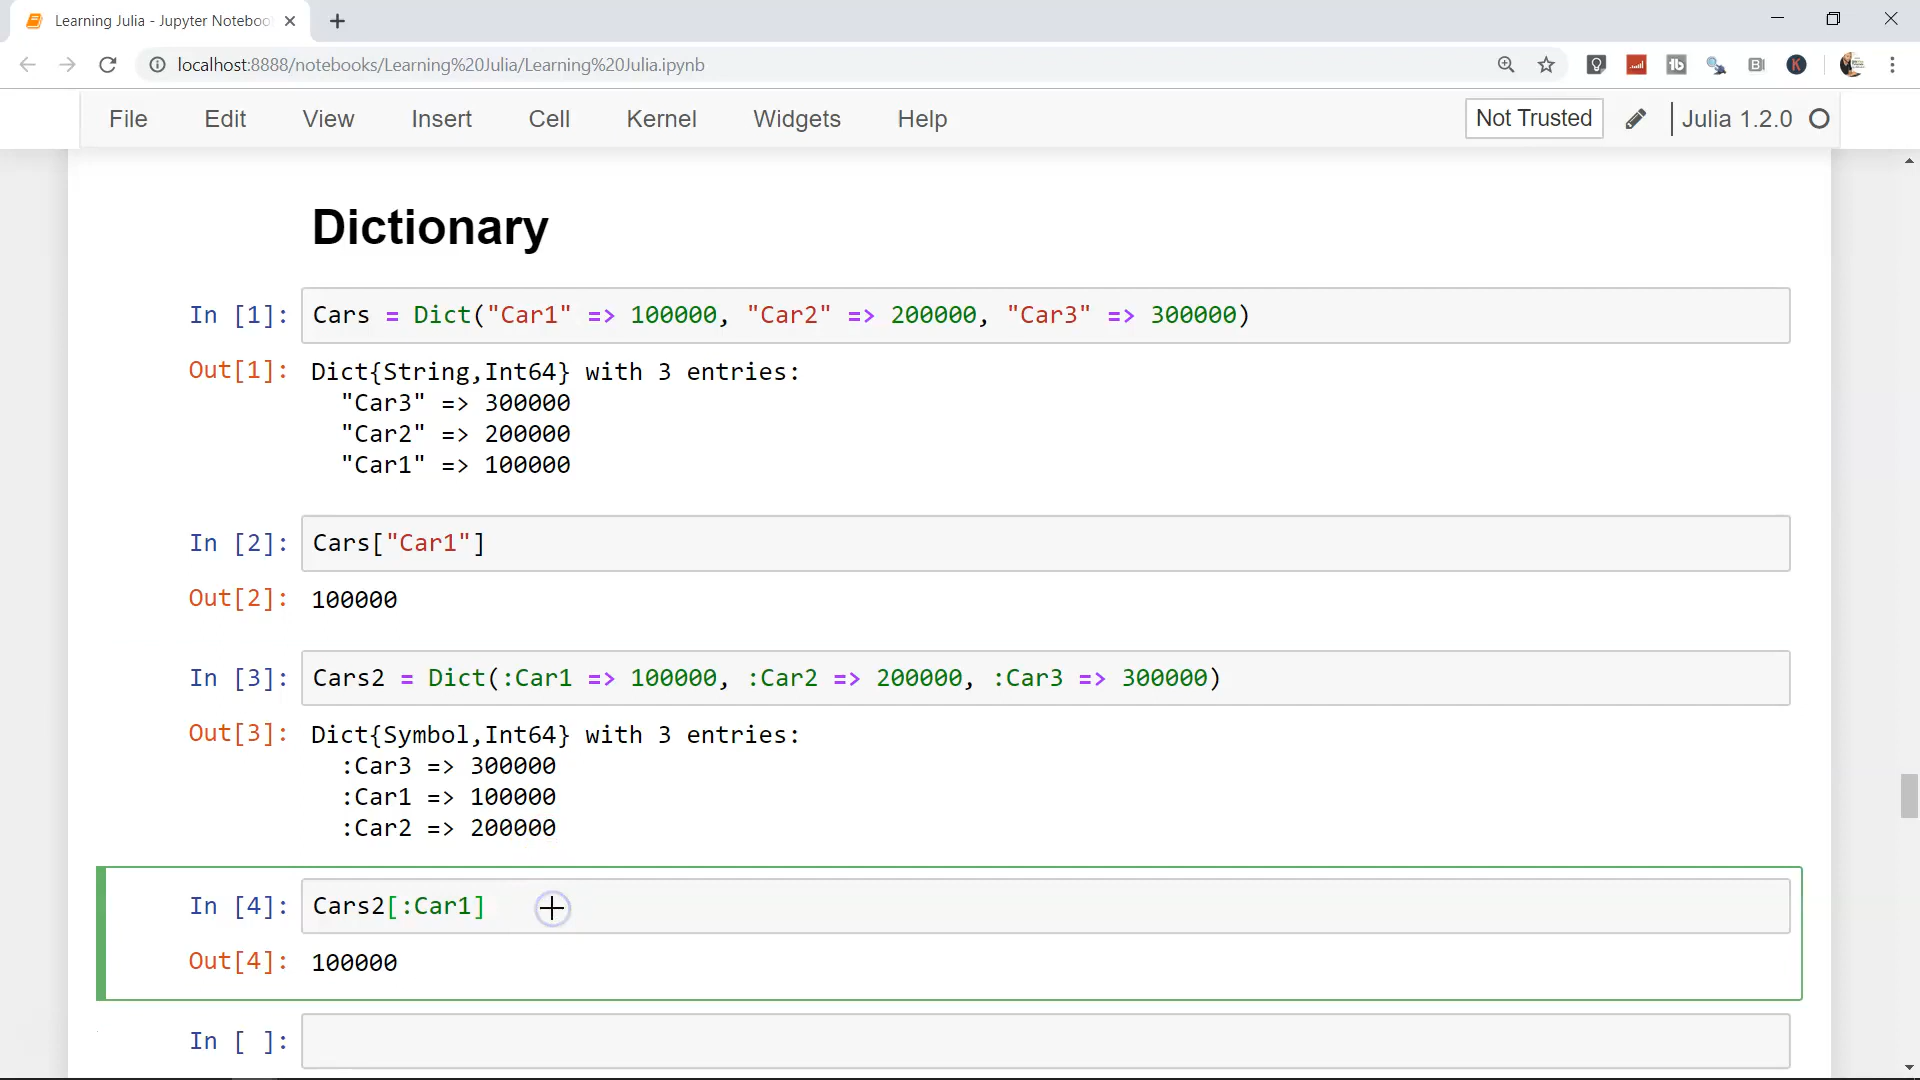 Learning Julia - Jupyter Noteboo
localhost:8888/notebooks/Learning%20Julia/Learning%20Julia.ipynb
File Edit View Insert Cell Kernel Widgets Help Not Trusted Julia 1.2.0
Dictionary
In [1]: Cars = Dict("Car1" => 100000, "Car2" => 200000, "Car3" => 300000)
Out[1]: Dict{String,Int64} with 3 entries:
"Car3" => 300000
"Car2" => 200000
"Car1" => 100000
In [2]: Cars["Car1"]
Out[2]: 100000
In [3]: Cars2 = Dict(:Car1 => 100000, :Car2 => 200000, :Car3 => 300000)
Out[3]: Dict{Symbol,Int64} with 3 entries:
:Car3 => 300000
:Car1 => 100000
:Car2 => 200000
In [4]: Cars2[:Car1]
Out[4]: 100000
In [ ]: